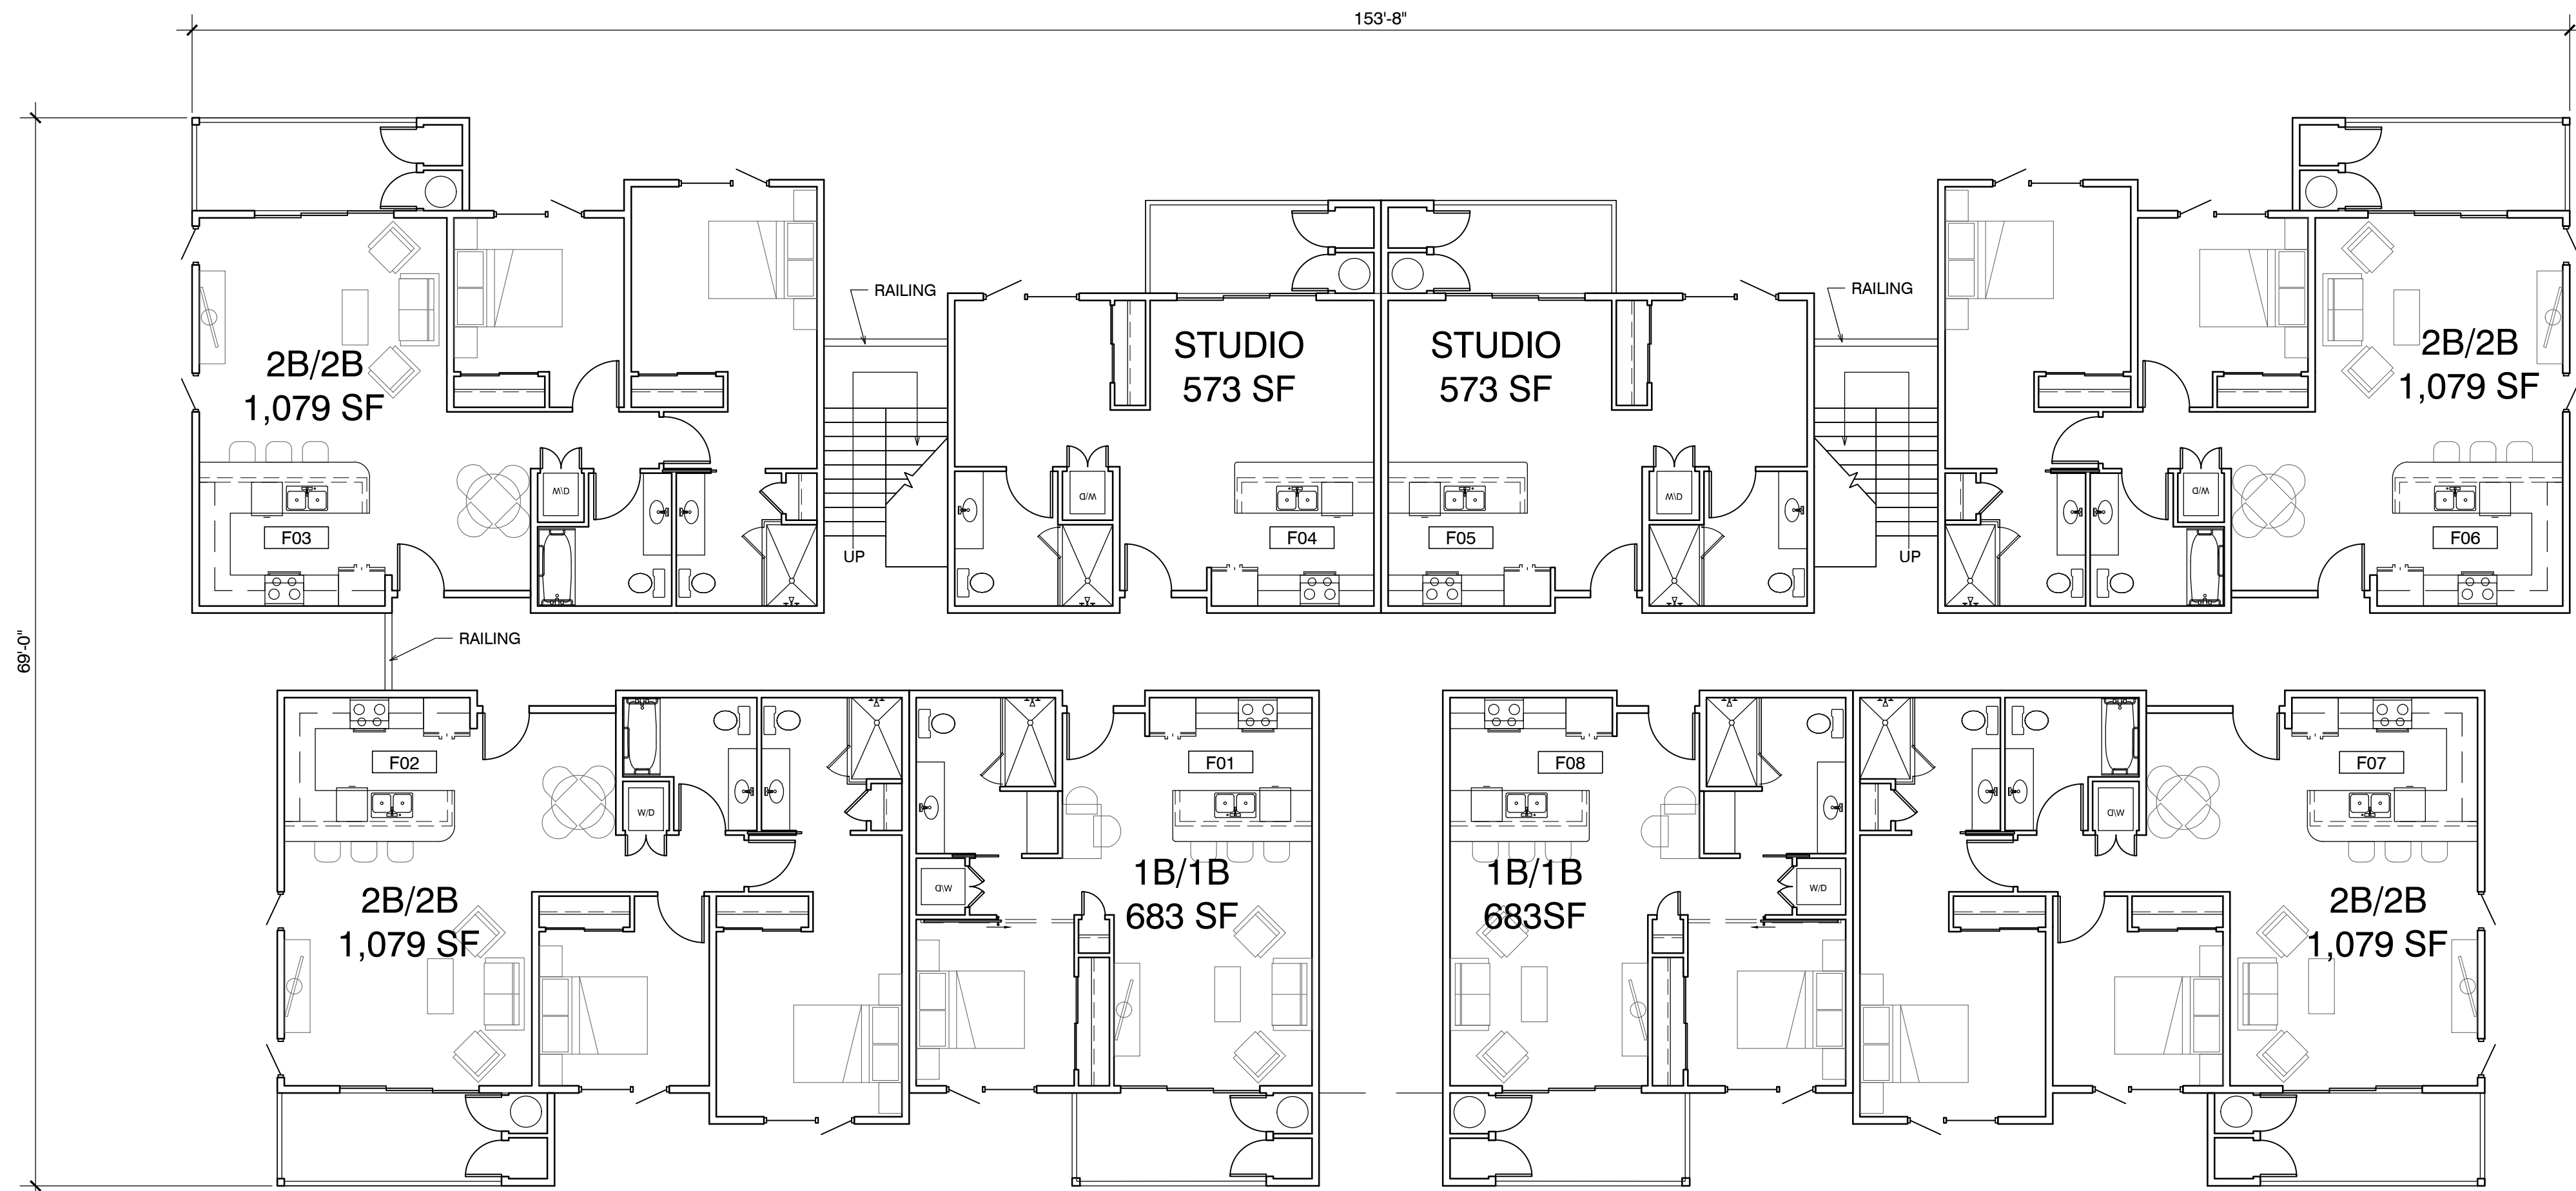 153'-8"
69'-0"
RAILING
RAILING
2B/2B
1,079 SF
STUDIO
573 SF
STUDIO
573 SF
2B/2B
1,079 SF
W/D
W/D
W/D
W/D
F03
F04
F05
F06
UP
UP
RAILING
F02
F01
F08
F07
W/D
W/D
1B/1B
683 SF
1B/1B
683SF
W/D
W/D
2B/2B
1,079 SF
2B/2B
1,079 SF